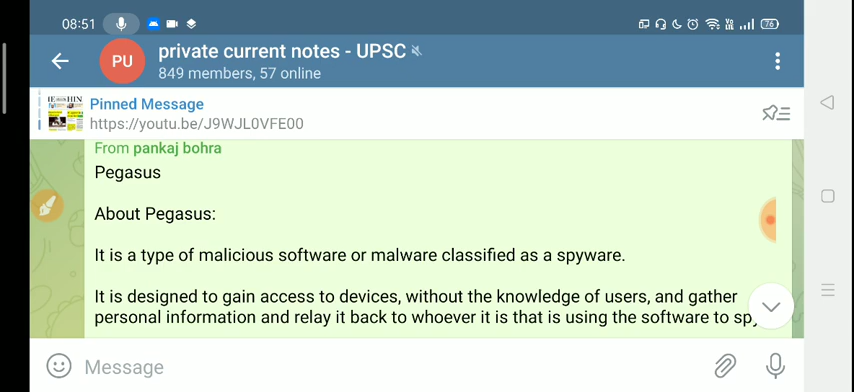 08:51
76
PU
private current notes - UPSC
849 members, 57 online
Pinned Message
https://youtu.be/J9WJL0VFE00
From pankaj bohra
Pegasus
About Pegasus:
It is a type of malicious software or malware classified as a spyware.
It is designed to gain access to devices, without the knowledge of users, and gather
personal information and relay it back to whoever it is that is using the software to spy
Message